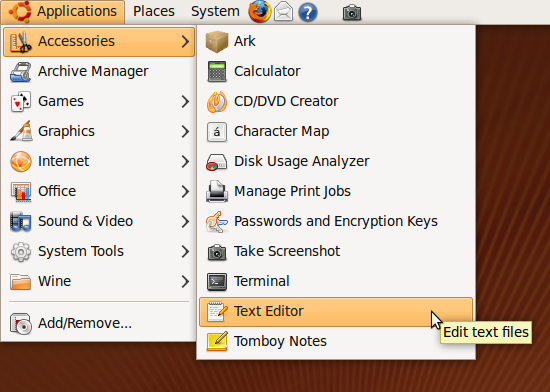 Applications Places System
Accessories
Archive Manager
Games
Graphics
Internet
Office
Sound & Video
System Tools
Wine
Add/Remove...
Ark
Calculator
CD/DVD Creator
Character Map
Disk Usage Analyzer
Manage Print Jobs
Passwords and Encryption Keys
Take Screenshot
Terminal
Text Editor
Tomboy Notes
Edit text files